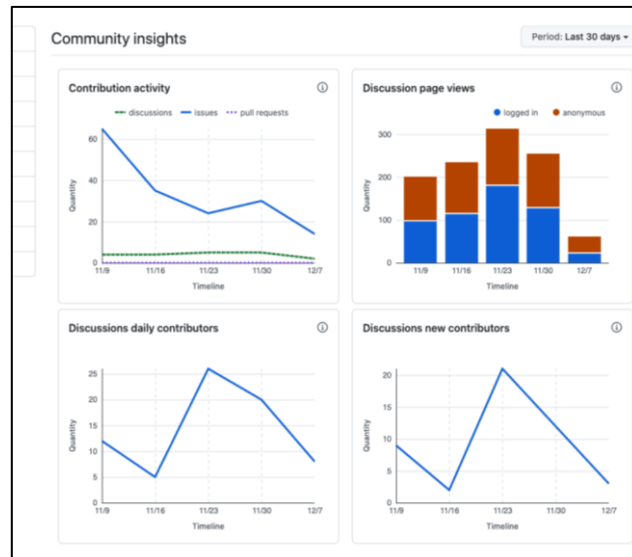 Community insights
Period: Last 30 days
Contribution activity
discussions issues pull requests
60
40
20
0
Quantity
11/9 11/16 11/23 11/30 12/7
Timeline
Discussion page views
logged in anonymous
300
200
100
0
Quantity
11/9 11/16 11/23 11/30 12/7
Timeline
Discussions daily contributors
25
20
15
10
5
0
Quantity
11/9 11/16 11/23 11/30 12/7
Timeline
Discussions new contributors
20
15
10
5
0
Quantity
11/9 11/16 11/23 11/30 12/7
Timeline